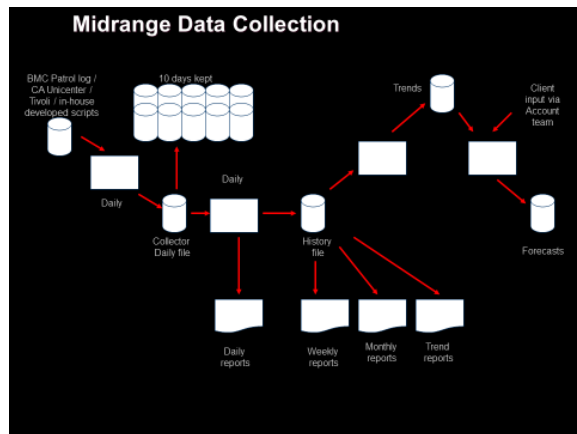 Midrange Data Collection
BMC Patrol log /
CA Unicenter /
Tivoli / in-house
developed scripts
10 days kept
Trends
Client
input via
Account
team
Daily
Daily
Collector
Daily file
History
file
Forecasts
Daily
reports
Weekly
reports
Monthly
reports
Trend
reports